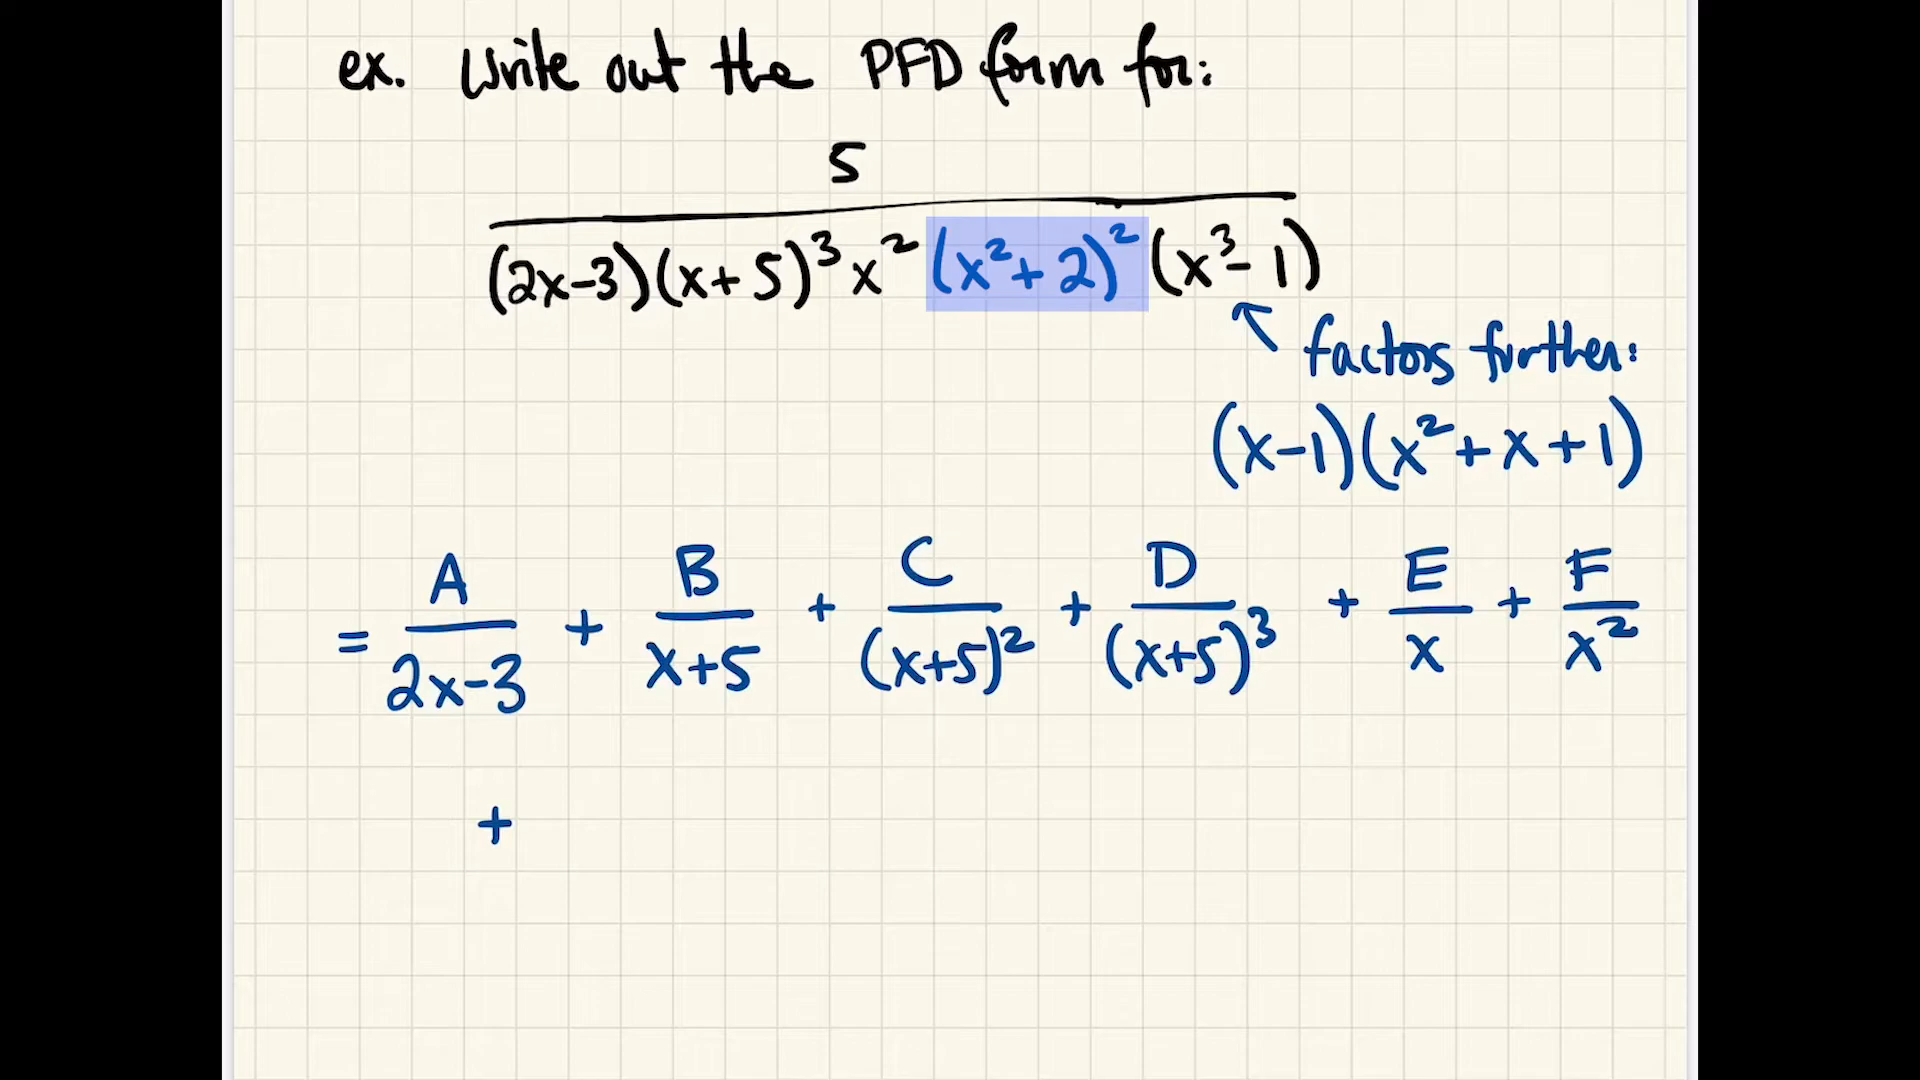 ex. Write out the PFD form for:
5
(2x-3)(x+5)³x²(x²+2)²(x³-1)
↖ factors further:
(x-1)(x²+x+1)
= A/(2x-3) + B/(x+5) + C/(x+5)² + D/(x+5)³ + E/x + F/x²
+